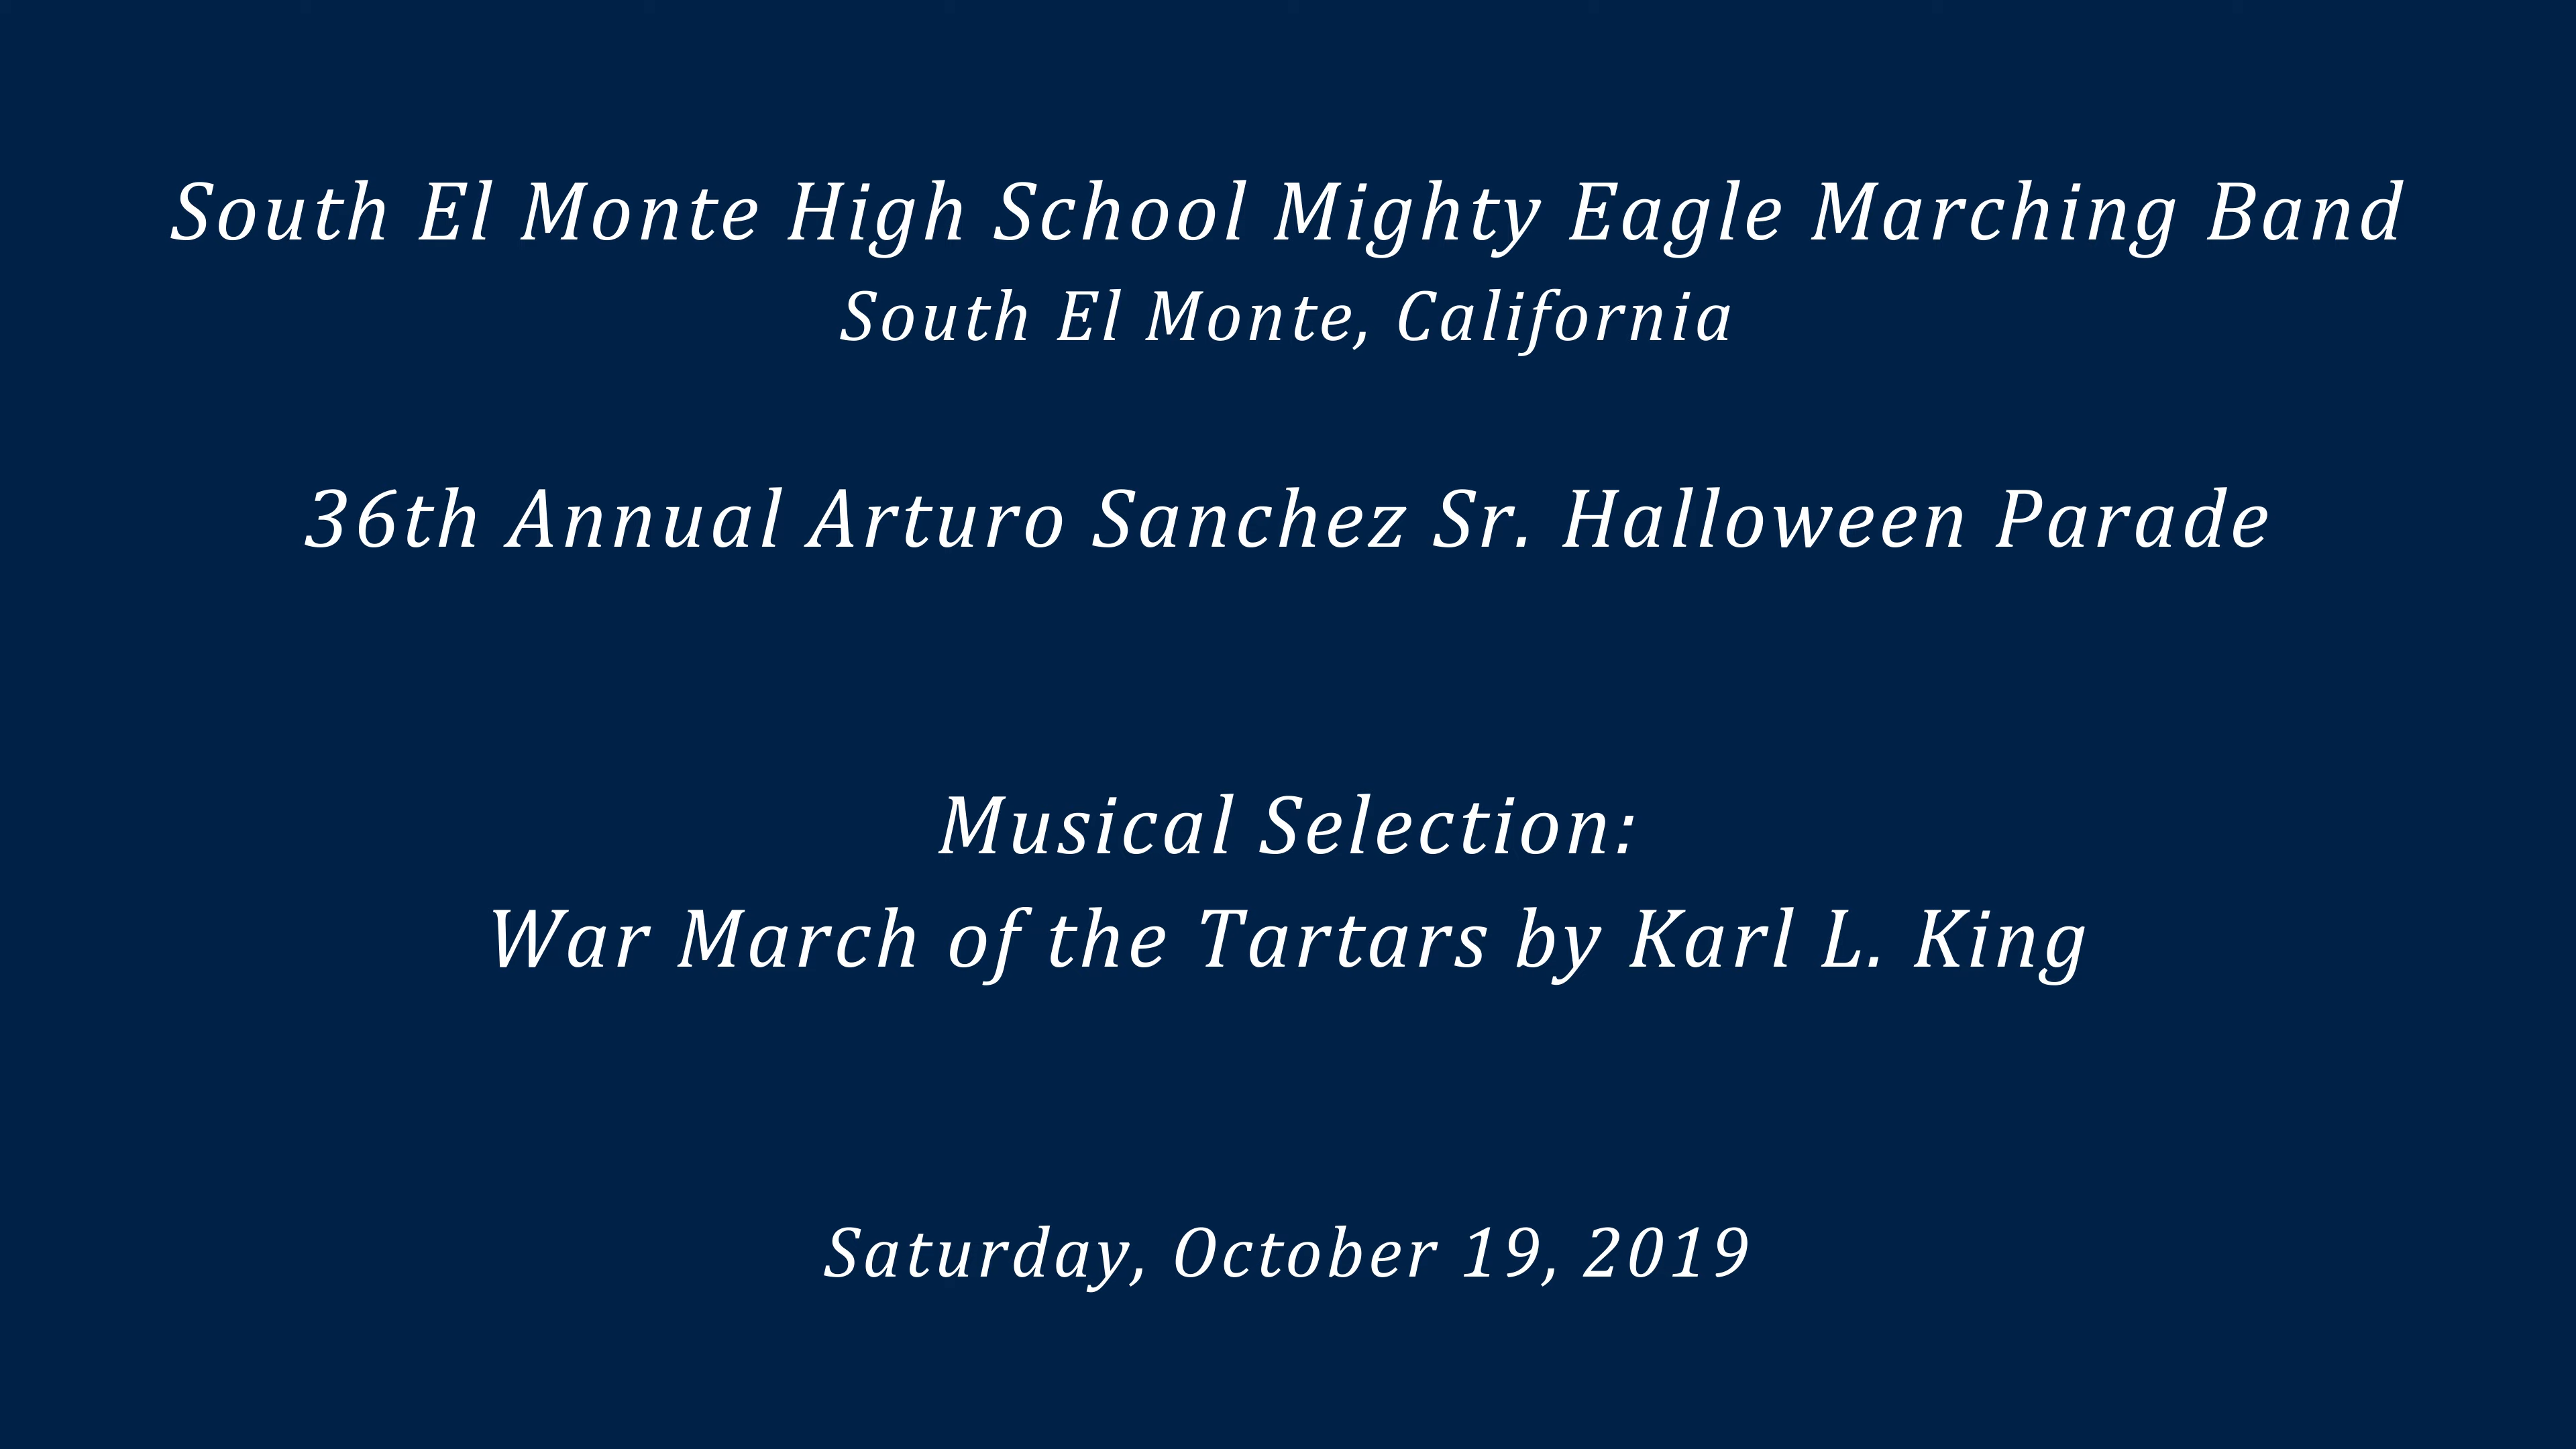 South El Monte High School Mighty Eagle Marching Band
South El Monte, California
36th Annual Arturo Sanchez Sr. Halloween Parade
Musical Selection:
War March of the Tartars by Karl L. King
Saturday, October 19, 2019